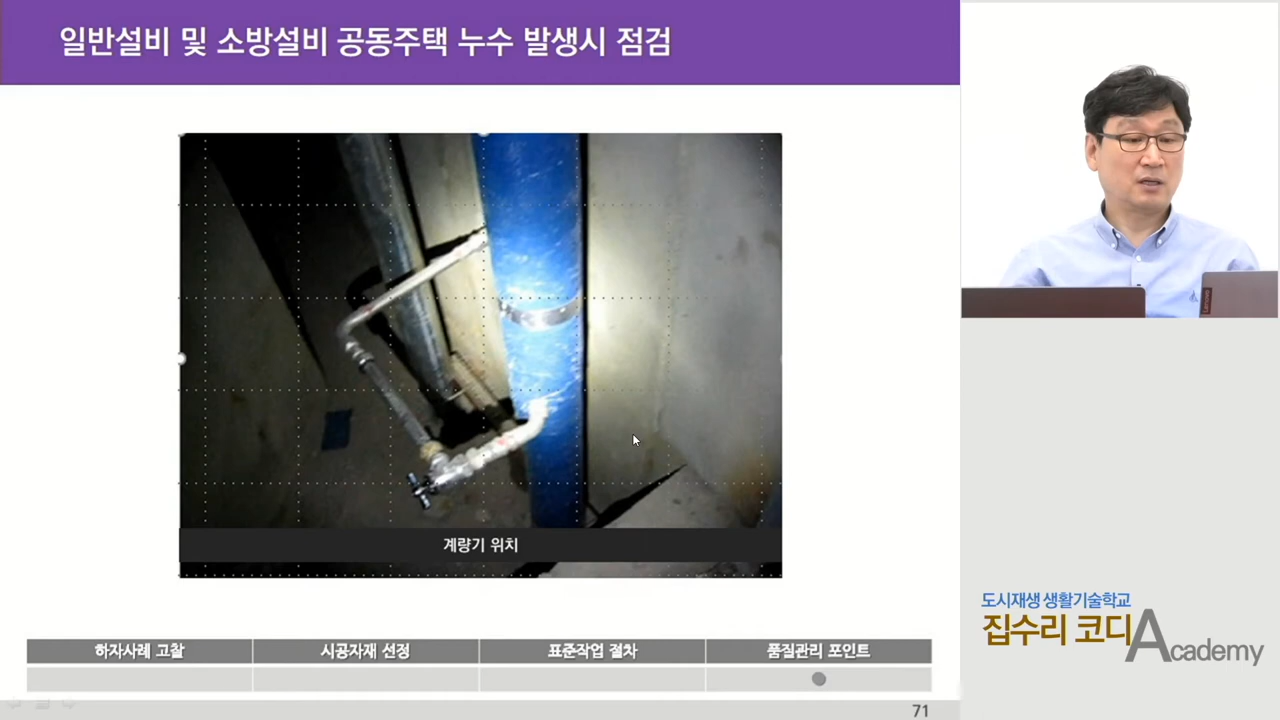 일반설비 및 소방설비 공동주택 누수 발생시 점검
계량기 위치
하자사례 고찰
시공자재 선정
표준작업 절차
품질관리 포인트
71
Lenovo
도시재생 생활기술학교
집수리 코디Academy